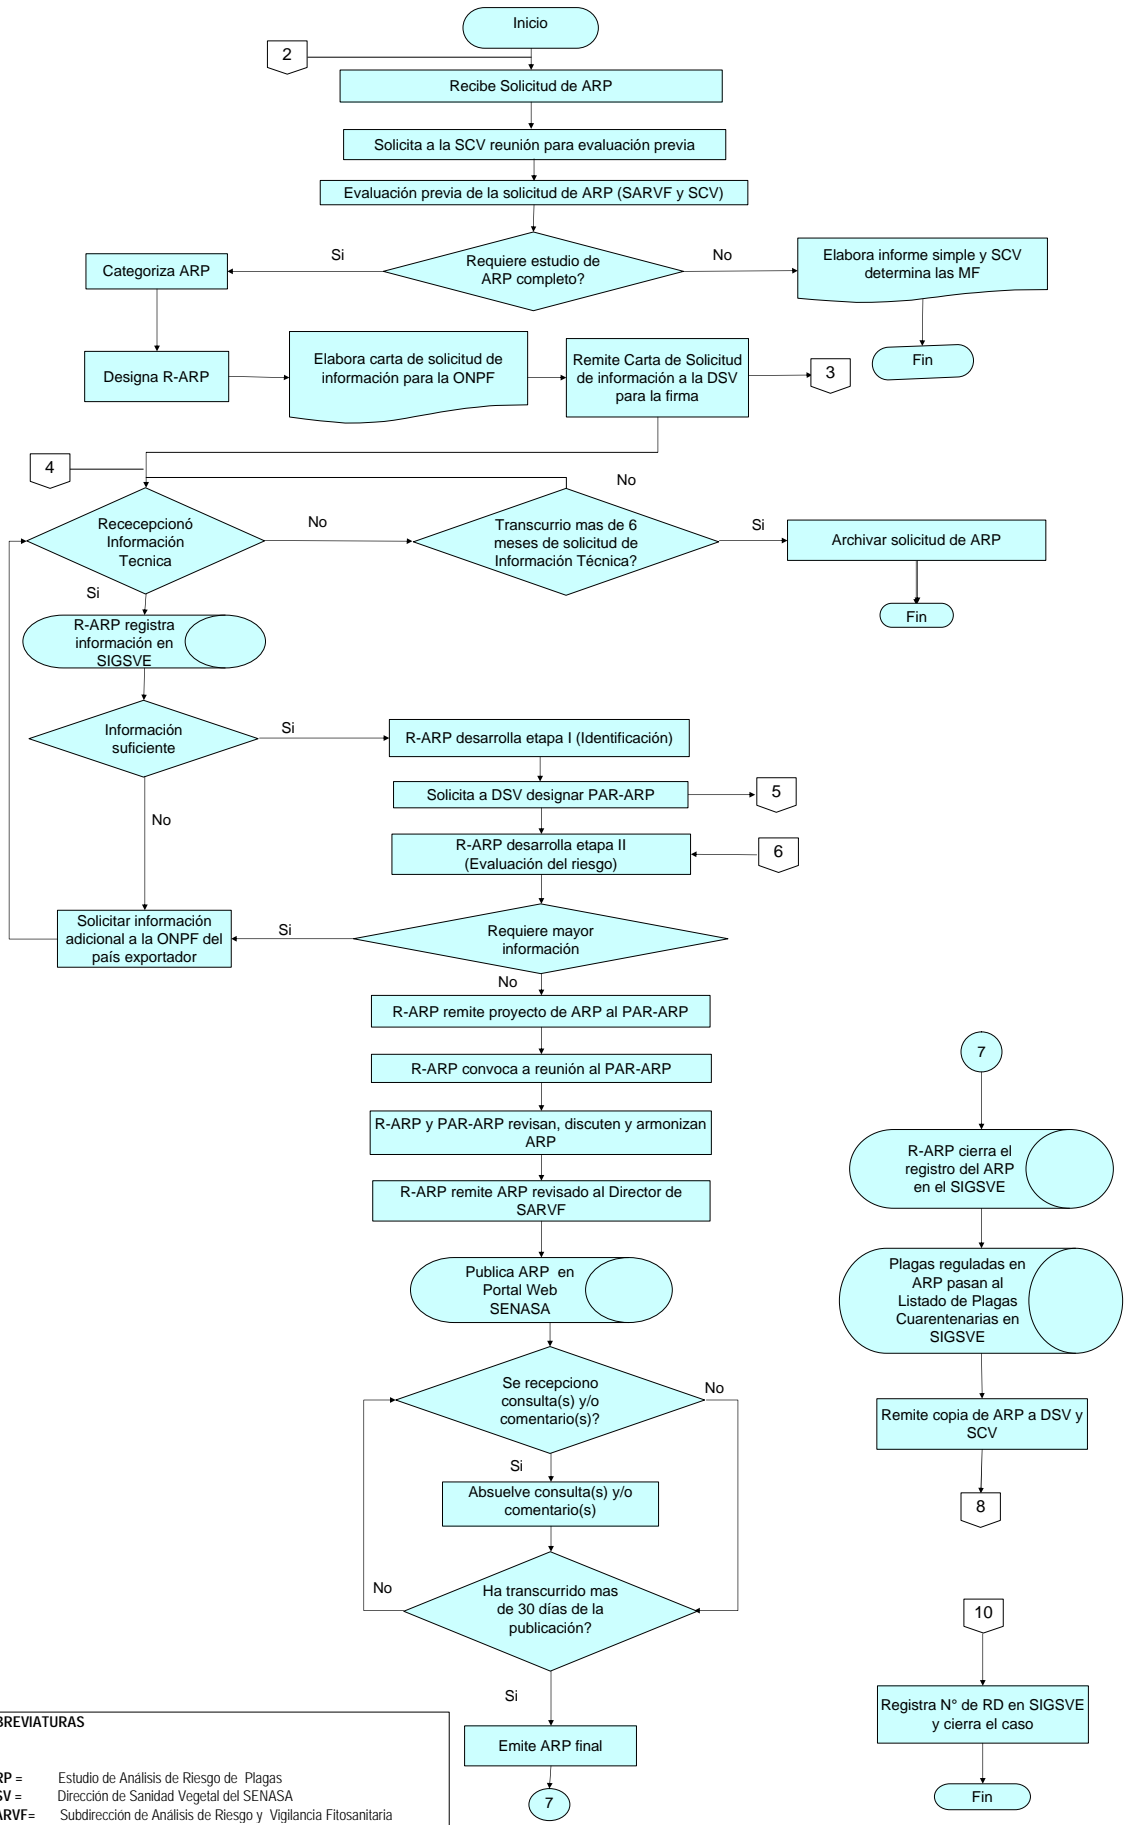 Inicio
2
Recibe Solicitud de ARP
Solicita a la SCV reunión para evaluación previa
Evaluación previa de la solicitud de ARP (SARVF y SCV)
Requiere estudio de
ARP completo?
Si
No
Categoriza ARP
Elabora informe simple y SCV
determina las MF
Fin
Designa R-ARP
Elabora carta de solicitud de
información para la ONPF
Remite Carta de Solicitud
de información a la DSV
para la firma
3
4
No
Rececepcionó
Información
Tecnica
No
Transcurrio mas de 6
meses de solicitud de
Información Técnica?
Si
Archivar solicitud de ARP
Fin
Si
R-ARP registra
información en
SIGSVE
Información
suficiente
Si
R-ARP desarrolla etapa I (Identificación)
Solicita a DSV designar PAR-ARP
5
No
R-ARP desarrolla etapa II
(Evaluación del riesgo)
6
Solicitar información
adicional a la ONPF del
país exportador
Si
Requiere mayor
información
No
R-ARP remite proyecto de ARP al PAR-ARP
R-ARP convoca a reunión al PAR-ARP
R-ARP y PAR-ARP revisan, discuten y armonizan
ARP
R-ARP remite ARP revisado al Director de
SARVF
Publica ARP en
Portal Web
SENASA
Se recepciono
consulta(s) y/o
comentario(s)?
No
Si
Absuelve consulta(s) y/o
comentario(s)
No
Ha transcurrido mas
de 30 días de la
publicación?
Si
Emite ARP final
7
7
R-ARP cierra el
registro del ARP
en el SIGSVE
Plagas reguladas en
ARP pasan al
Listado de Plagas
Cuarentenarias en
SIGSVE
Remite copia de ARP a DSV y
SCV
8
10
Registra N° de RD en SIGSVE
y cierra el caso
Fin
BREVIATURAS
RP = Estudio de Análisis de Riesgo de Plagas
SV = Dirección de Sanidad Vegetal del SENASA
ARVF= Subdirección de Análisis de Riesgo y Vigilancia Fitosanitaria